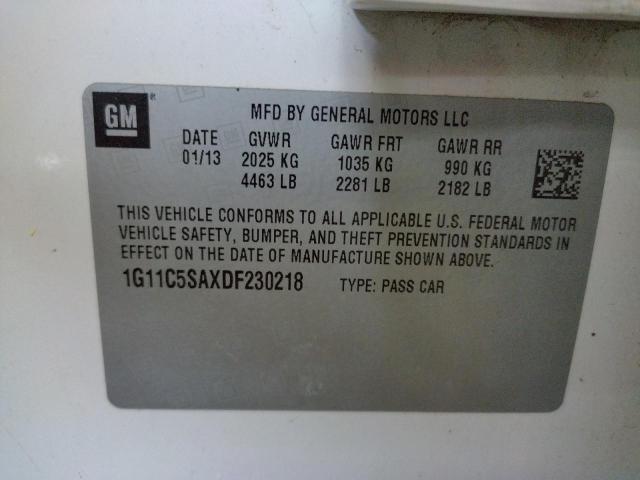 GM ®
MFD BY GENERAL MOTORS LLC
DATE GVWR GAWR FRT GAWR RR
01/13 2025 KG 1035 KG 990 KG
4463 LB 2281 LB 2182 LB
THIS VEHICLE CONFORMS TO ALL APPLICABLE U.S. FEDERAL MOTOR
VEHICLE SAFETY, BUMPER, AND THEFT PREVENTION STANDARDS IN
EFFECT ON THE DATE OF MANUFACTURE SHOWN ABOVE.
1G11C5SAXDF230218 TYPE: PASS CAR